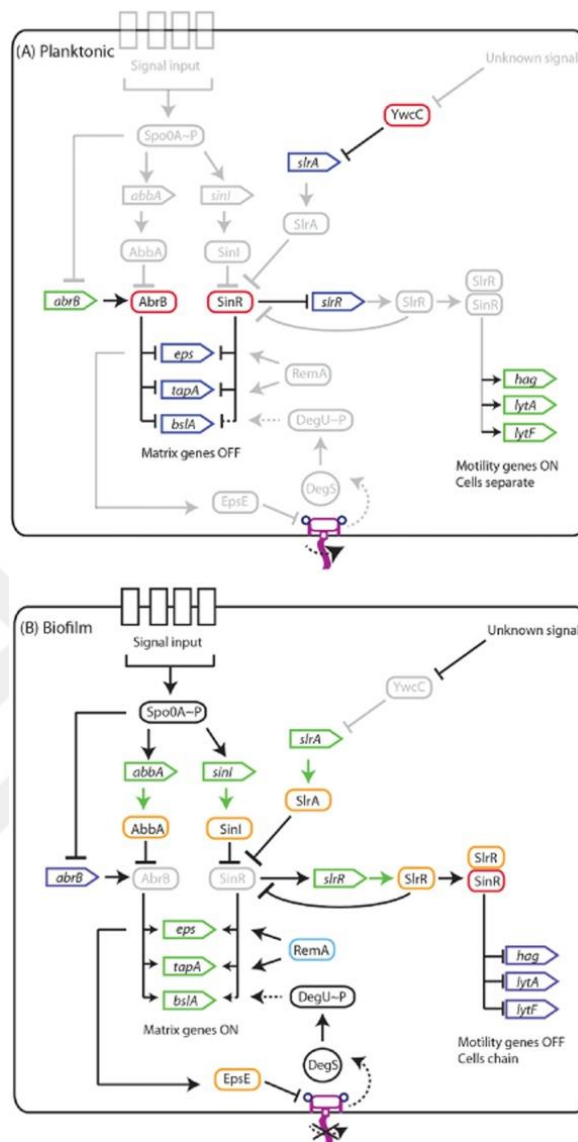 (A) Planktonic
Signal input
Unknown signal
YwcC
Spo0A~P
slrA
abbA
sinI
SlrA
AbbA
SinI
abrB
AbrB
SinR
slrR
SlrR
SlrR
SinR
eps
RemA
tapA
hag
bslA
DegU~P
lytA
Matrix genes OFF
lytF
DegS
Motility genes ON
Cells separate
EpsE
(B) Biofilm
Signal input
Unknown signal
YwcC
Spo0A~P
slrA
abbA
sinI
SlrA
AbbA
SinI
SlrR
abrB
AbrB
SinR
slrR
SlrR
SinR
eps
RemA
tapA
hag
bslA
DegU~P
lytA
Matrix genes ON
lytF
DegS
Motility genes OFF
Cells chain
EpsE